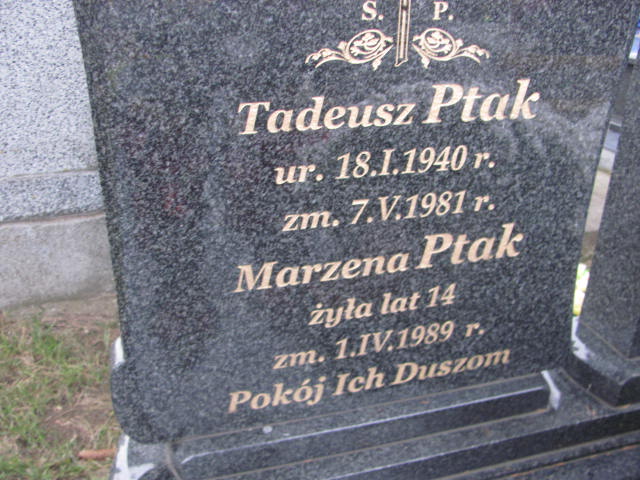 S. P.
Tadeusz Ptak
ur. 18.I.1940 r.
zm. 7.V.1981 r.
Marzena Ptak
żyła lat 14
zm. 1.IV.1989 r.
Pokój Ich Duszom